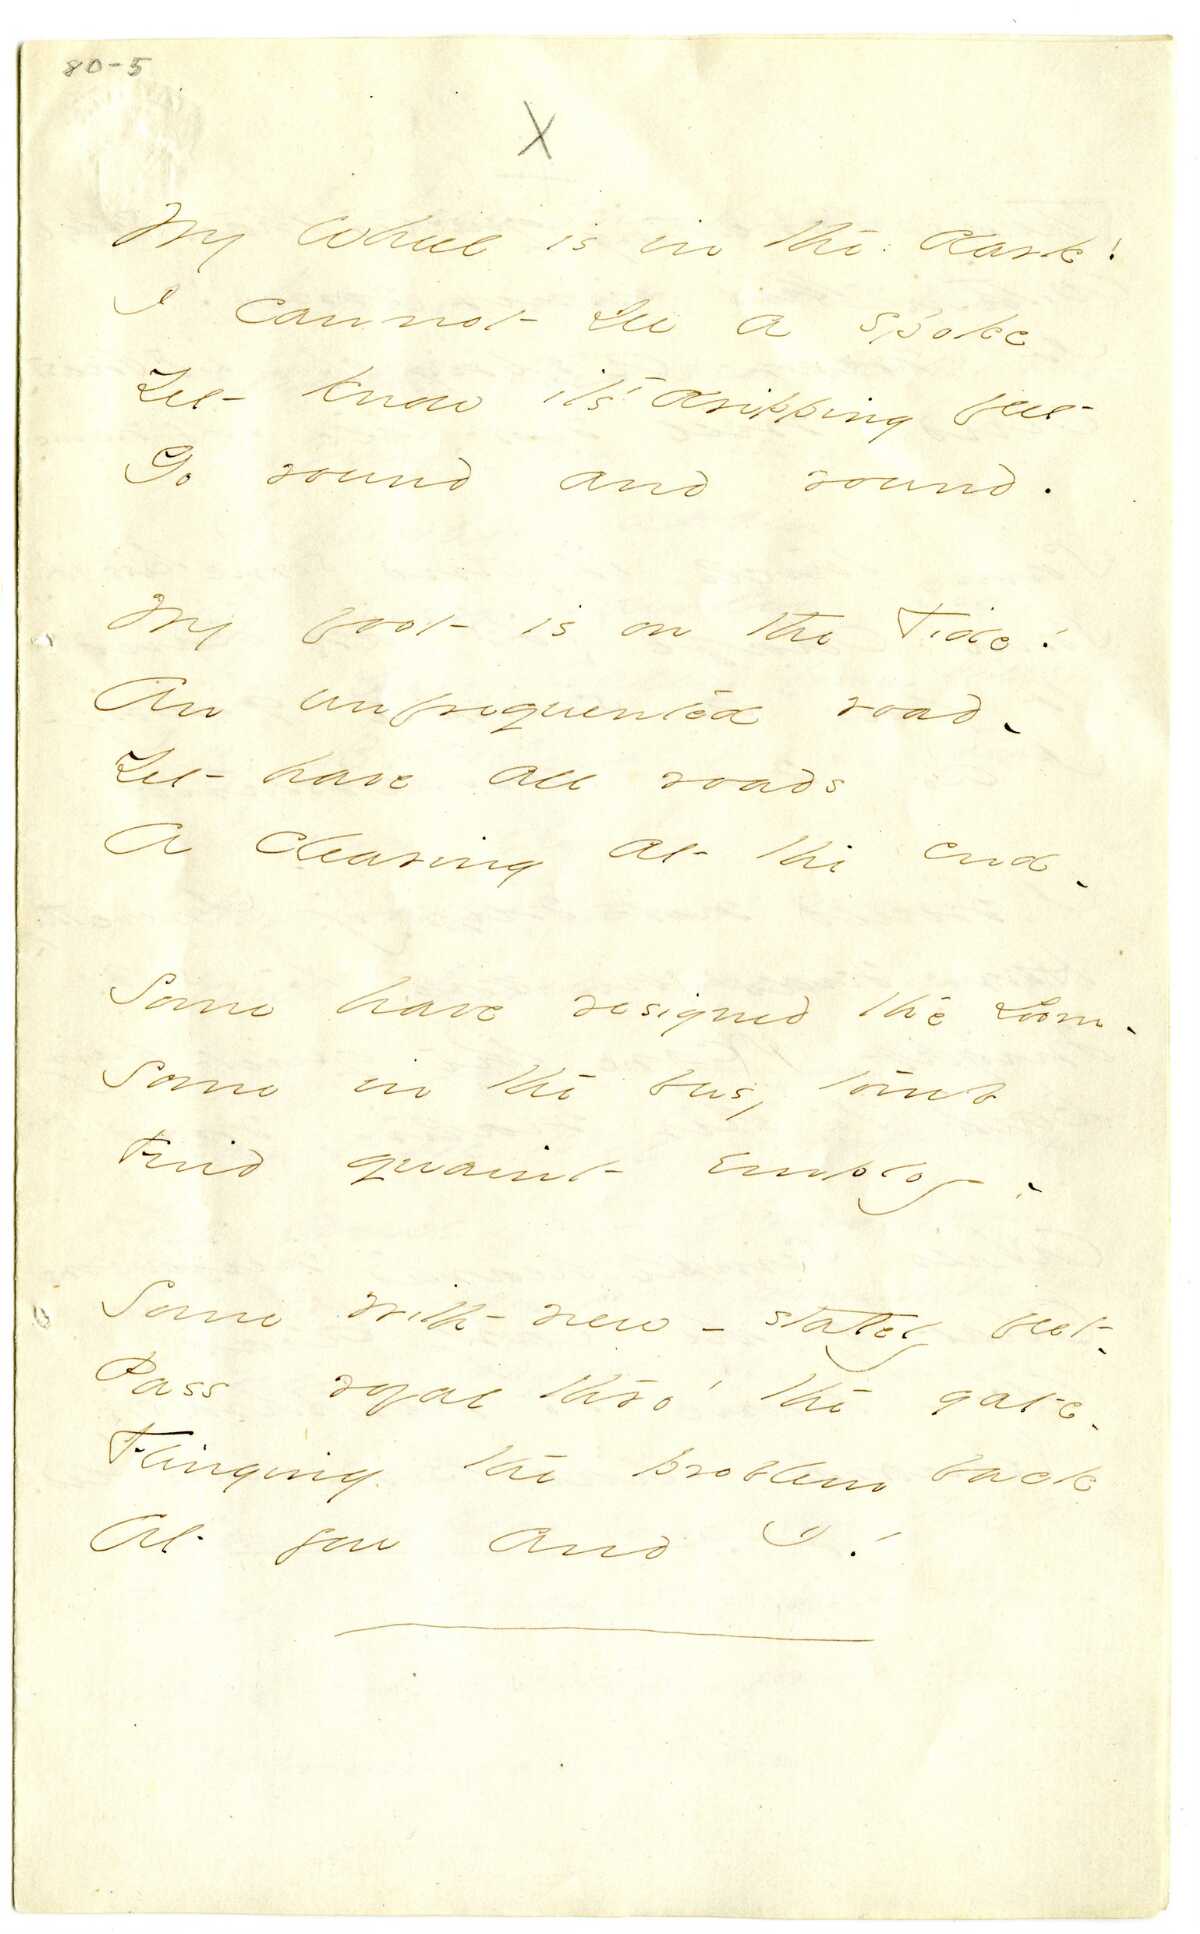 80-5
X
My wheel is in the dark!
I cannot see a spoke
Yet know it's dripping feet
Go round and round.
My foot is on the Tide!
An unfrequented road -
Yet have all roads
A clearing at the end -
Some have resigned the Loom -
Some in the busy tomb
Find quaint employ -
Some with new - stately feet -
Pass royal thro' the gate -
Flinging the problem back
At you and I!